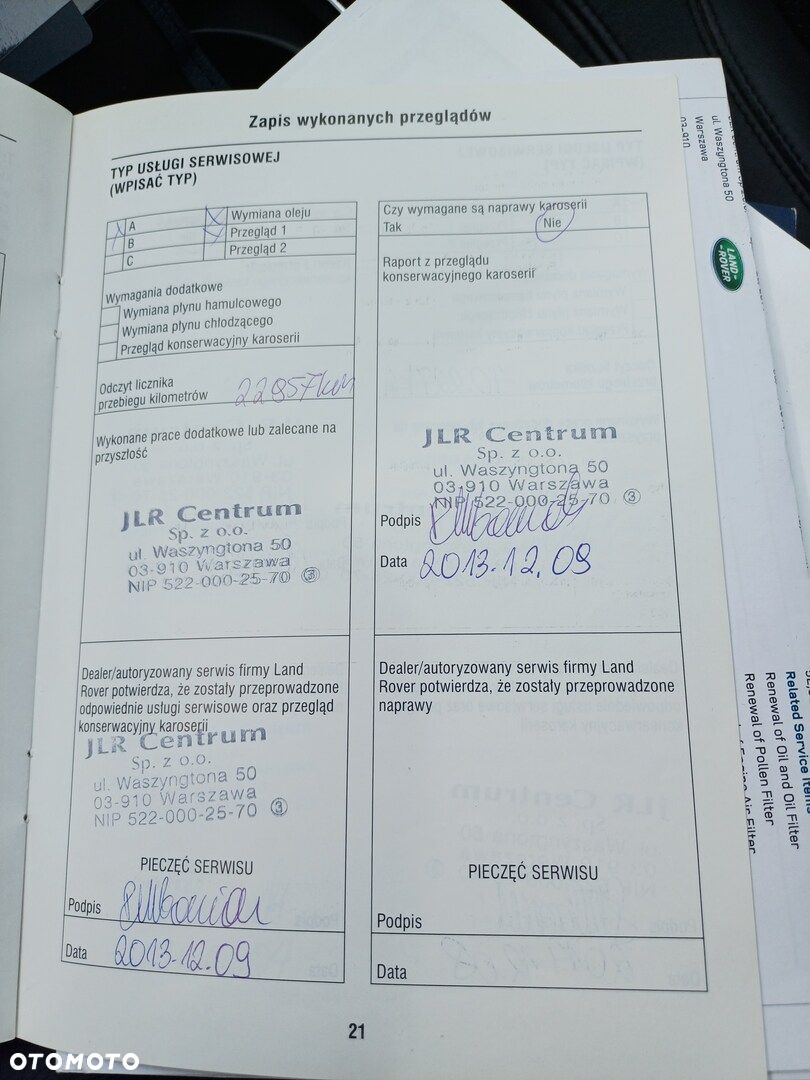 Zapis wykonanych przeglądów
TYP USŁUGI SERWISOWEJ
(WPISAĆ TYP)
A
B
C
Wymiana oleju
Przegląd 1
Przegląd 2
Wymagania dodatkowe
Wymiana płynu hamulcowego
Wymiana płynu chłodzącego
Przegląd konserwacyjny karoserii
Odczyt licznika
przebiegu kilometrów 22957km
Wykonane prace dodatkowe lub zalecane na
przyszłość
JLR Centrum
Sp. z o.o.
ul. Waszyngtona 50
03-910 Warszawa
NIP 522-000-25-70 3
Dealer/autoryzowany serwis firmy Land
Rover potwierdza, że zostały przeprowadzone
odpowiednie usługi serwisowe oraz przegląd
konserwacyjny karoserii
JLR Centrum
Sp. z o.o.
ul. Waszyngtona 50
03-910 Warszawa
NIP 522-000-25-70 3
PIECZĘĆ SERWISU
Podpis
Data 2013.12.09
Czy wymagane są naprawy karoserii
Tak Nie
Raport z przeglądu
konserwacyjnego karoserii
JLR Centrum
Sp. z o.o.
ul. Waszyngtona 50
03-910 Warszawa
NIP 522-000-25-70 3
Podpis
Data 2013.12.09
Dealer/autoryzowany serwis firmy Land
Rover potwierdza, że zostały przeprowadzone
naprawy
PIECZĘĆ SERWISU
Podpis
Data
21
ul. Waszyngtona 50
Warszawa
03-910
LAND-
ROVER
Related Service Items
Renewal of Oil and Oil Filter
Renewal of Pollen Filter
Engine Air Filter
OTOMOTO